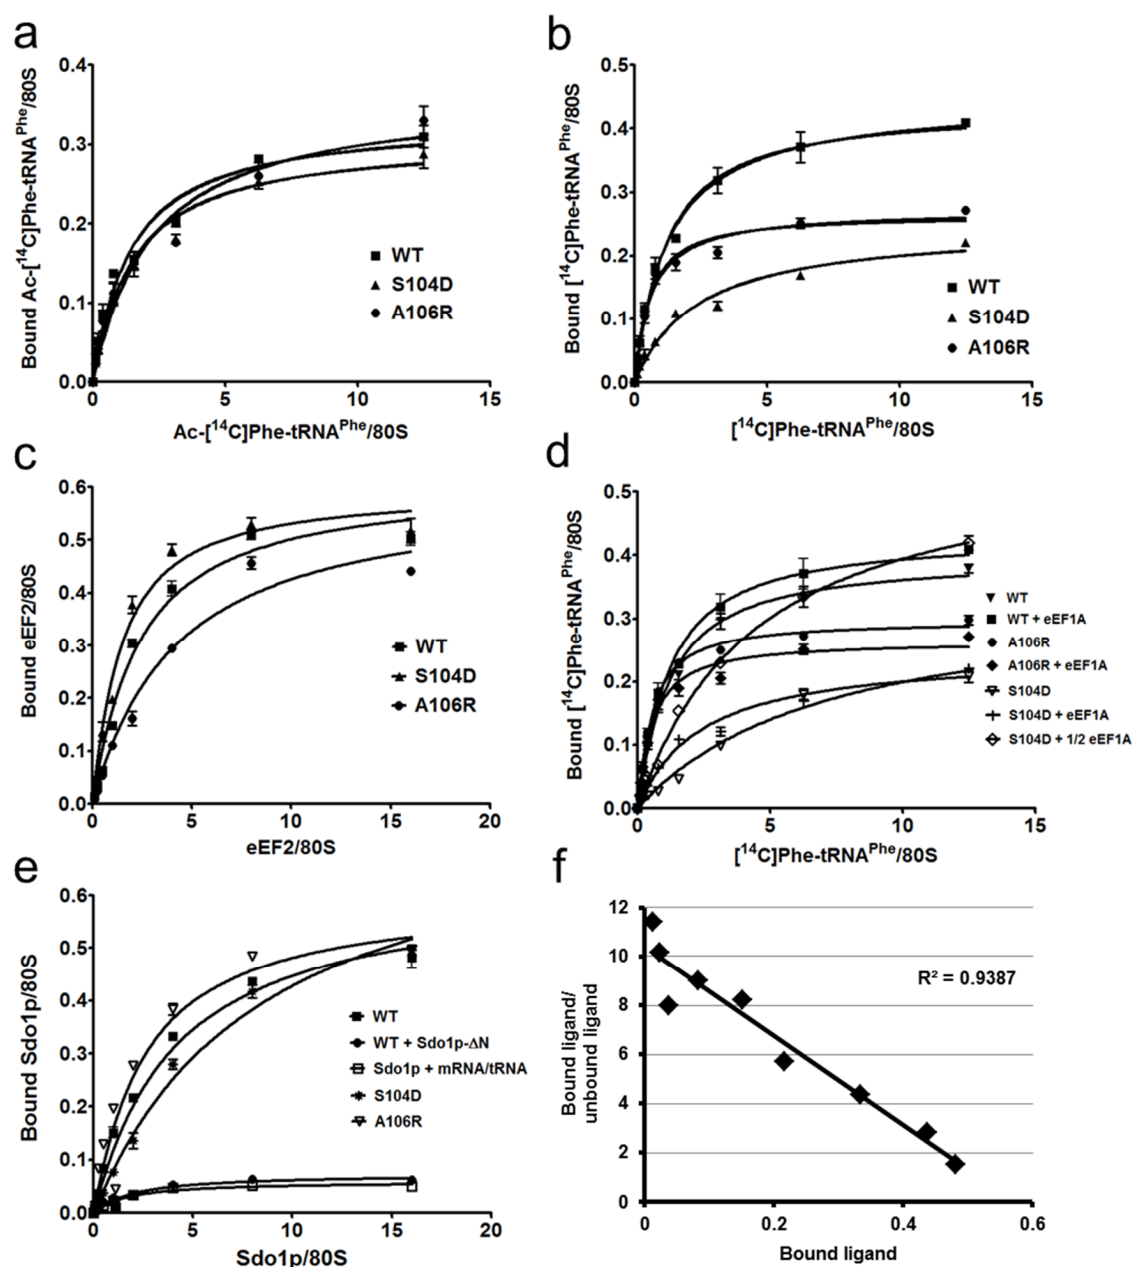 a
0.4
0.3
0.2
0.1
0.0
0 5 10 15
Bound Ac-[14C]Phe-tRNAPhe/80S
Ac-[14C]Phe-tRNAPhe/80S
WT
S104D
A106R
b
0.5
0.4
0.3
0.2
0.1
0.0
0 5 10 15
Bound [14C]Phe-tRNAPhe/80S
[14C]Phe-tRNAPhe/80S
WT
S104D
A106R
c
0.6
0.5
0.4
0.3
0.2
0.1
0.0
0 5 10 15 20
Bound eEF2/80S
eEF2/80S
WT
S104D
A106R
d
0.5
0.4
0.3
0.2
0.1
0.0
0 5 10 15
Bound [14C]Phe-tRNAPhe/80S
[14C]Phe-tRNAPhe/80S
WT
WT + eEF1A
A106R
A106R + eEF1A
S104D
S104D + eEF1A
S104D + 1/2 eEF1A
e
0.6
0.5
0.4
0.3
0.2
0.1
0.0
0 5 10 15 20
Bound Sdo1p/80S
Sdo1p/80S
WT
WT + Sdo1p-ΔN
Sdo1p + mRNA/tRNA
S104D
A106R
f
12
10
8
6
4
2
0
0 0.2 0.4 0.6
Bound ligand/
unbound ligand
Bound ligand
R² = 0.9387